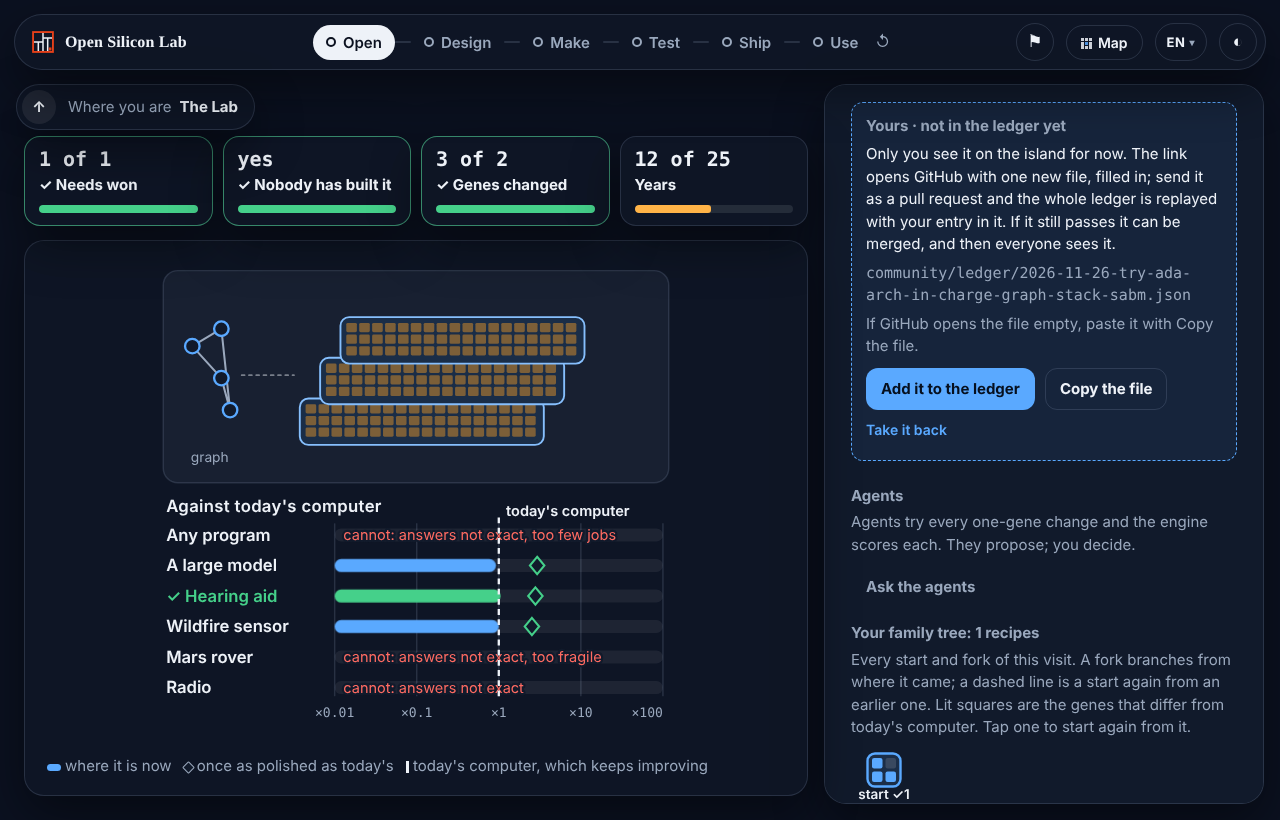 Open Silicon Lab
Open
Design
Make
Test
Ship
Use
Map
EN
Where you are The Lab
1 of 1
✓ Needs won
yes
✓ Nobody has built it
3 of 2
✓ Genes changed
12 of 25
Years
graph
Against today's computer
today's computer
Any program
cannot: answers not exact, too few jobs
A large model
✓ Hearing aid
Wildfire sensor
Mars rover
cannot: answers not exact, too fragile
Radio
cannot: answers not exact
×0.01
×0.1
×1
×10
×100
where it is now
once as polished as today's
today's computer, which keeps improving
Yours · not in the ledger yet
Only you see it on the island for now. The link
opens GitHub with one new file, filled in; send it
as a pull request and the whole ledger is replayed
with your entry in it. If it still passes it can be
merged, and then everyone sees it.
community/ledger/2026-11-26-try-ada-
arch-in-charge-graph-stack-sabm.json
If GitHub opens the file empty, paste it with Copy
the file.
Add it to the ledger
Copy the file
Take it back
Agents
Agents try every one-gene change and the engine
scores each. They propose; you decide.
Ask the agents
Your family tree: 1 recipes
Every start and fork of this visit. A fork branches from
where it came; a dashed line is a start again from an
earlier one. Lit squares are the genes that differ from
today's computer. Tap one to start again from it.
start ✓1